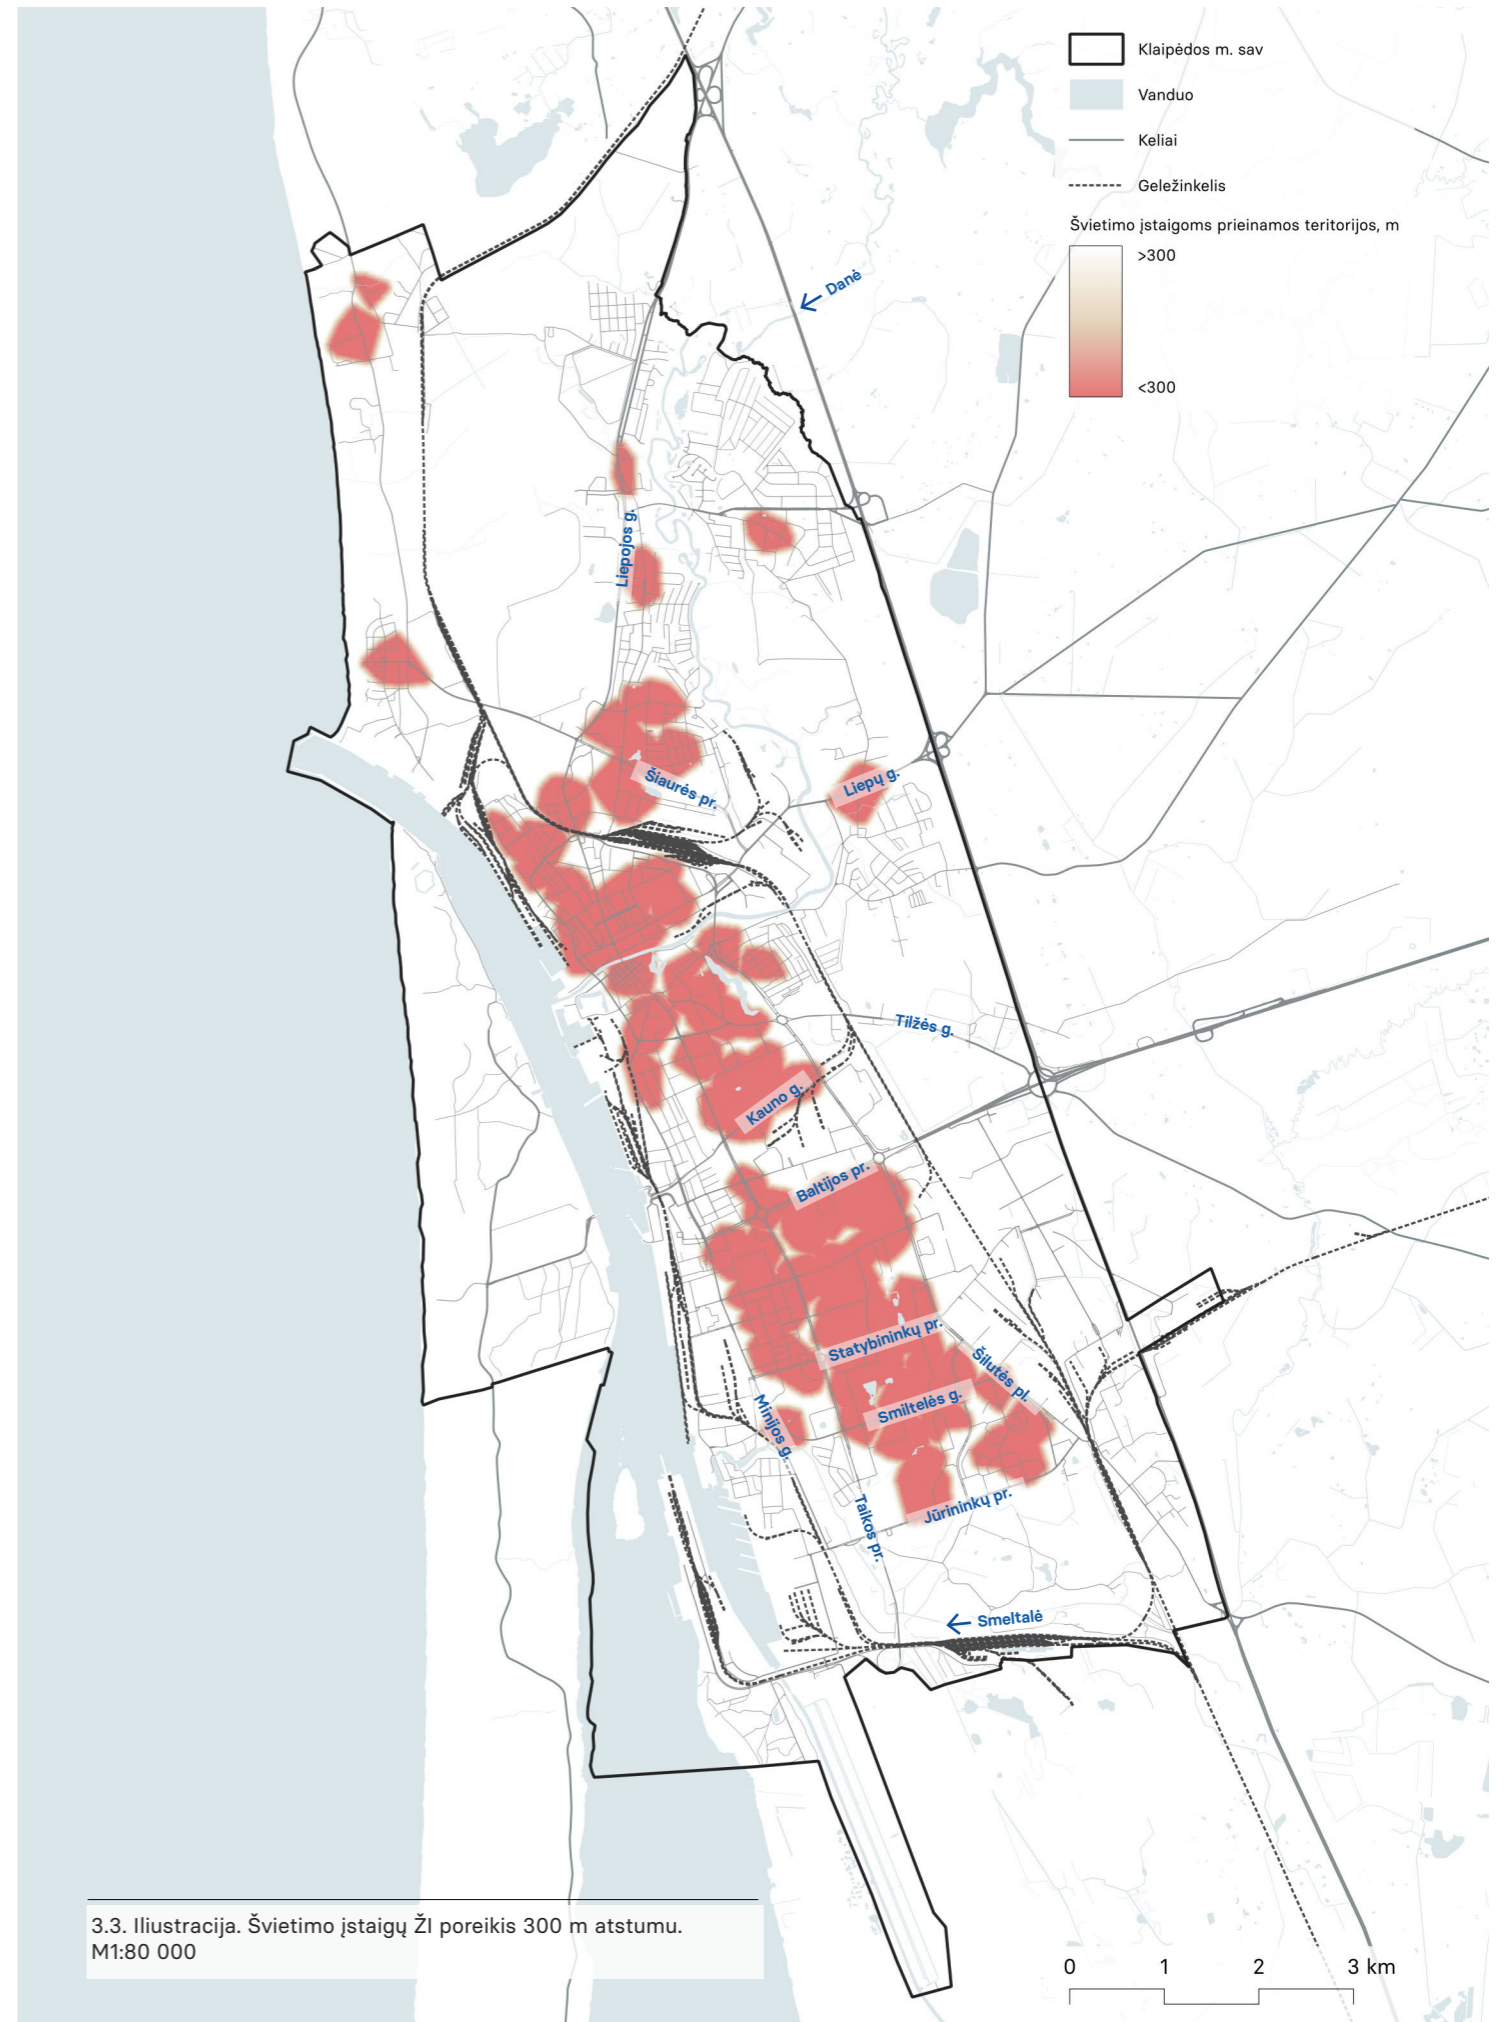 Klaipėdos m. sav
Vanduo
Keliai
Geležinkelis
Švietimo įstaigoms prieinamos teritorijos, m
>300
<300
Danė
Liepojos g.
Šiaurės pr.
Liepų g.
Tilžės g.
Kauno g.
Baltijos pr.
Statybininkų pr.
Šilutės pl.
Smiltelės g.
Minijos g.
Jūrininkų pr.
Taikos pr.
Smeltalė
3.3. Iliustracija. Švietimo įstaigų ŽI poreikis 300 m atstumu.
M1:80 000
0 1 2 3 km